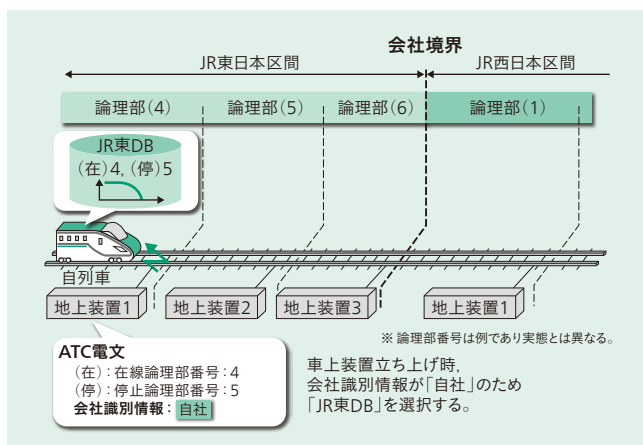 会社境界
JR東日本区間
JR西日本区間
論理部(4)
論理部(5)
論理部(6)
論理部(1)
JR東DB
(在)4, (停)5
自列車
地上装置1
地上装置2
地上装置3
地上装置1
※ 論理部番号は例であり実態とは異なる。
ATC電文
(在):在線論理部番号:4
(停):停止論理部番号:5
会社識別情報:自社
車上装置立ち上げ時,
会社識別情報が「自社」のため
「JR東DB」を選択する。